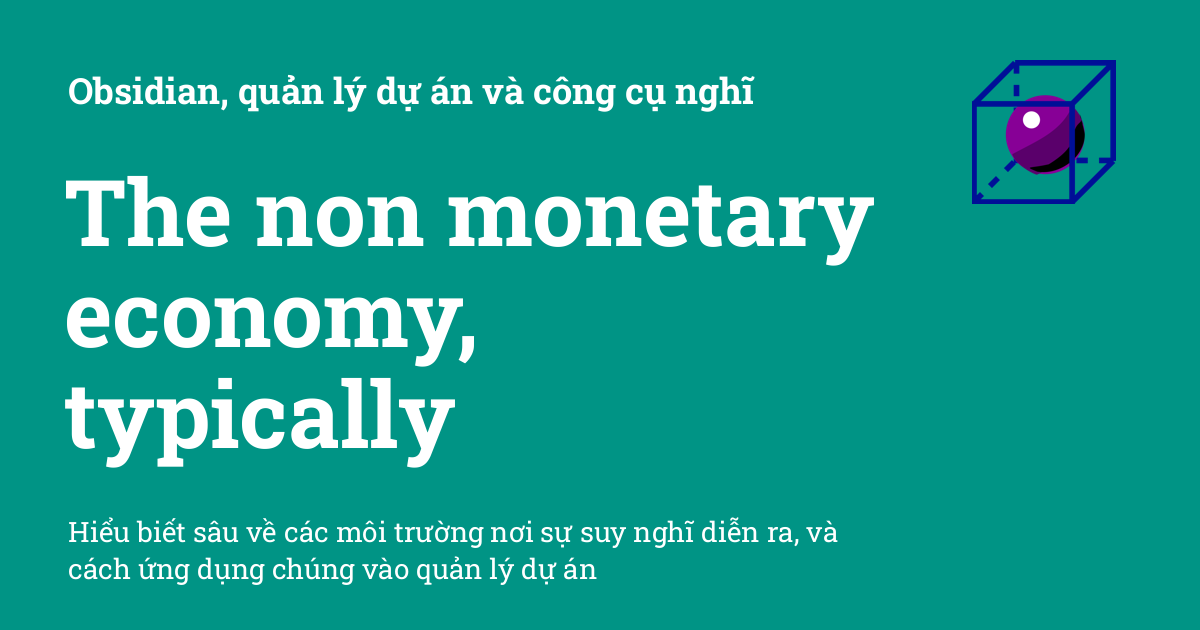 Obsidian, quản lý dự án và công cụ nghĩ
The non monetary
economy,
typically
Hiểu biết sâu về các môi trường nơi sự suy nghĩ diễn ra, và
cách ứng dụng chúng vào quản lý dự án